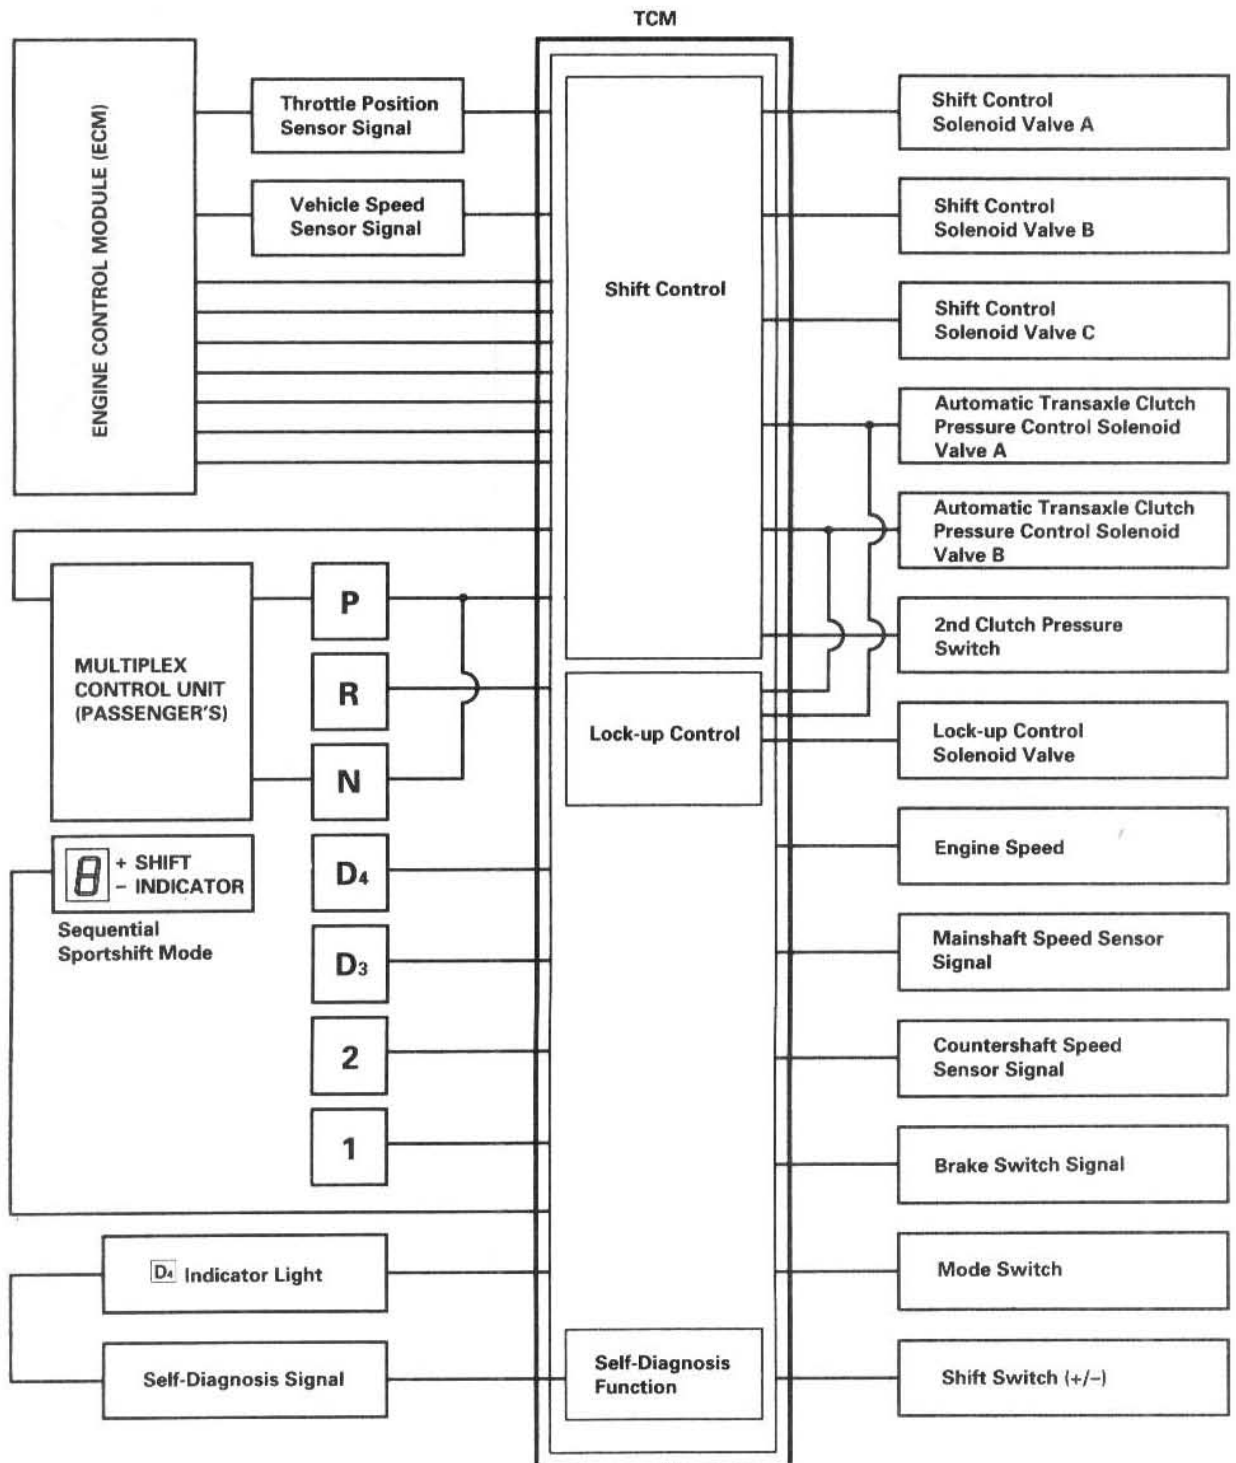 TCM
ENGINE CONTROL MODULE (ECM)
Throttle Position
Sensor Signal
Vehicle Speed
Sensor Signal
MULTIPLEX
CONTROL UNIT
(PASSENGER'S)
P
R
N
D4
D3
2
1
8
+ SHIFT
- INDICATOR
Sequential
Sportshift Mode
D4 Indicator Light
Self-Diagnosis Signal
Shift Control
Lock-up Control
Self-Diagnosis
Function
Shift Control
Solenoid Valve A
Shift Control
Solenoid Valve B
Shift Control
Solenoid Valve C
Automatic Transaxle Clutch
Pressure Control Solenoid
Valve A
Automatic Transaxle Clutch
Pressure Control Solenoid
Valve B
2nd Clutch Pressure
Switch
Lock-up Control
Solenoid Valve
Engine Speed
Mainshaft Speed Sensor
Signal
Countershaft Speed
Sensor Signal
Brake Switch Signal
Mode Switch
Shift Switch (+/−)